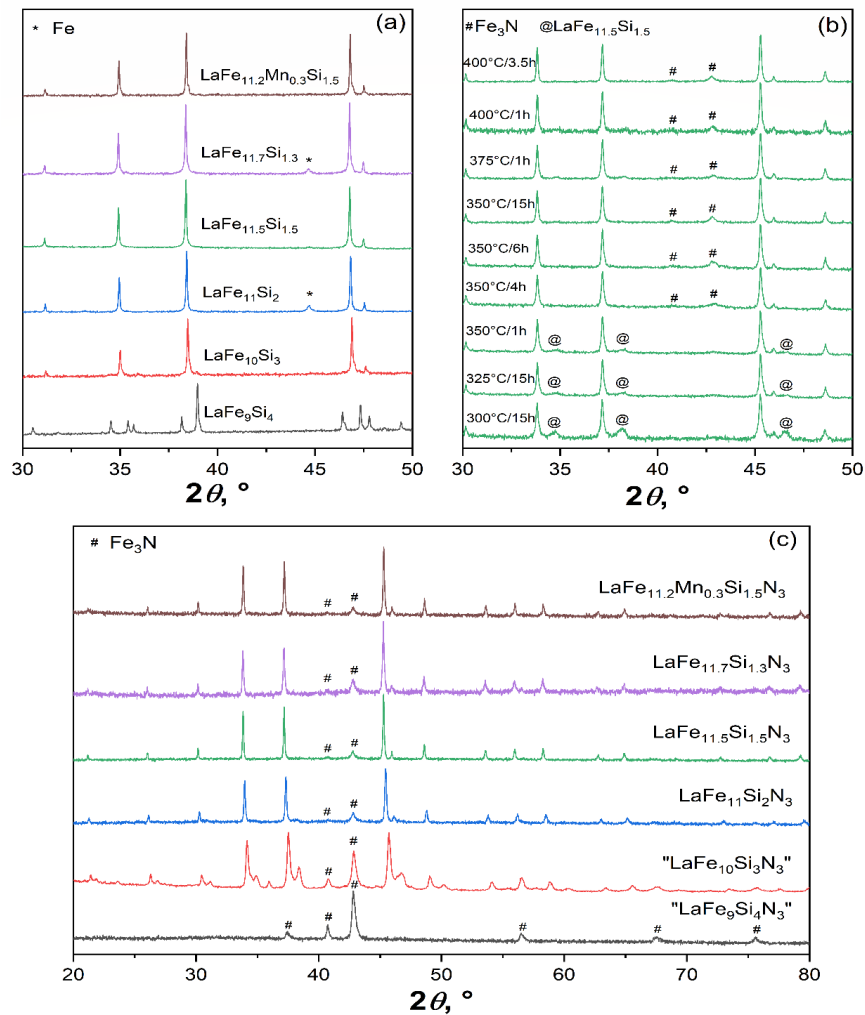 * Fe
(a)
LaFe11.2Mn0.3Si1.5
LaFe11.7Si1.3
*
LaFe11.5Si1.5
LaFe11Si2
*
LaFe10Si3
LaFe9Si4
30 35 40 45 50
2θ, °
#Fe3N @LaFe11.5Si1.5
(b)
400°C/3.5h # #
400°C/1h # #
375°C/1h # #
350°C/15h # #
350°C/6h # #
350°C/4h # #
350°C/1h @ @ @
325°C/15h @ @ @
300°C/15h @ @ @
30 35 40 45 50
2θ, °
# Fe3N
(c)
# #
LaFe11.2Mn0.3Si1.5N3
# #
LaFe11.7Si1.3N3
# #
LaFe11.5Si1.5N3
# #
LaFe11Si2N3
# #
"LaFe10Si3N3"
# # # # # #
"LaFe9Si4N3"
20 30 40 50 60 70 80
2θ, °